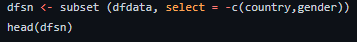 dfsn <- subset (dfdata, select = -c(country,gender))
head(dfsn)